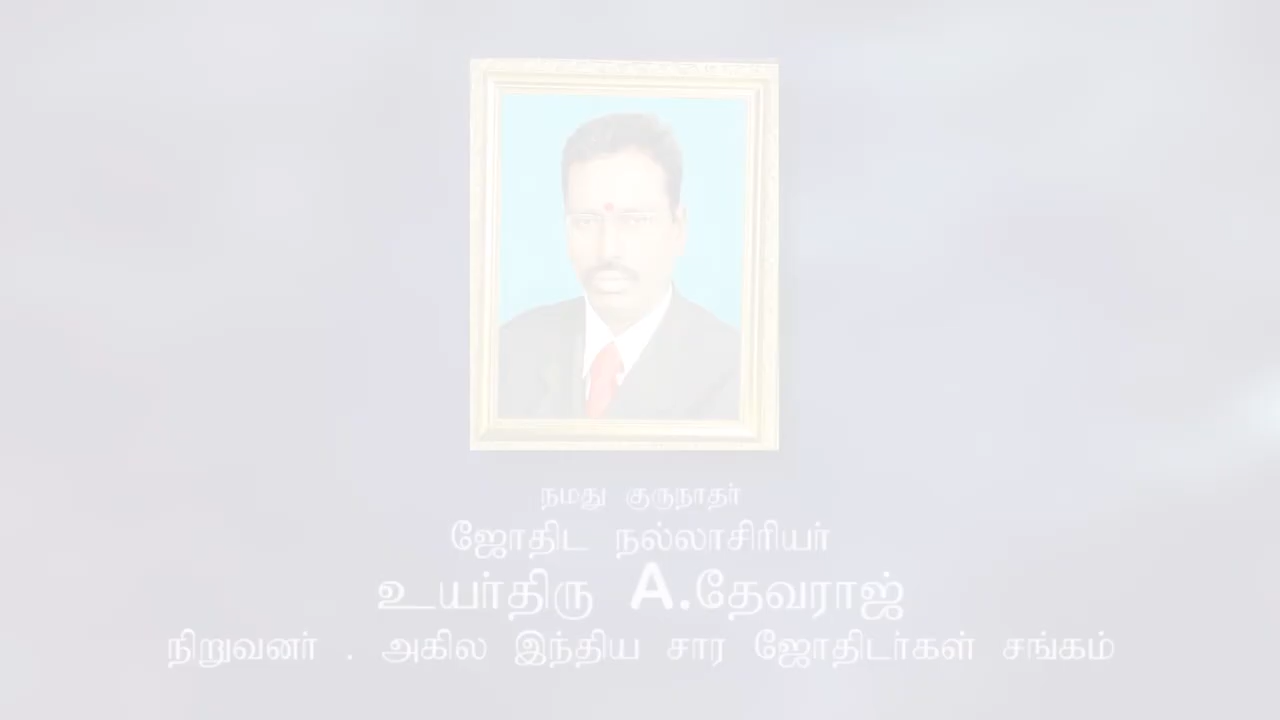 நமது குருநாதர்
ஜோதிட நல்லாசிரியர்
உயர்திரு A.தேவராஜ்
நிறுவனர் . அகில இந்திய சார ஜோதிடர்கள் சங்கம்